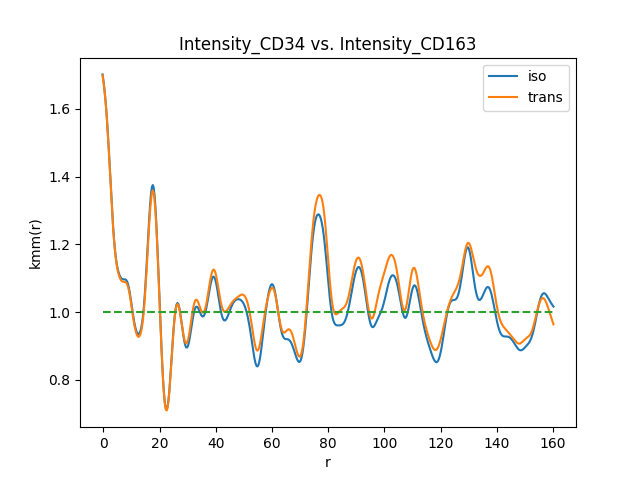 Intensity_CD34 vs. Intensity_CD163
iso
trans
kmm(r)
1.6
1.4
1.2
1.0
0.8
0 20 40 60 80 100 120 140 160
r